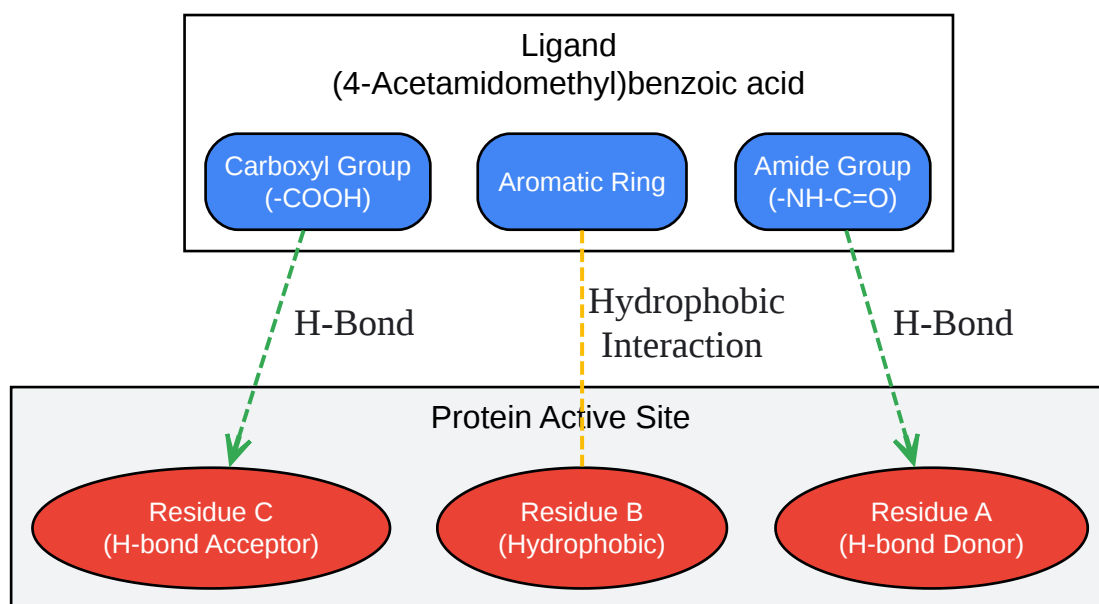 Ligand
(4-Acetamidomethyl)benzoic acid
Carboxyl Group
(-COOH)
Aromatic Ring
Amide Group
(-NH-C=O)
H-Bond
Hydrophobic
Interaction
H-Bond
Protein Active Site
Residue C
(H-bond Acceptor)
Residue B
(Hydrophobic)
Residue A
(H-bond Donor)